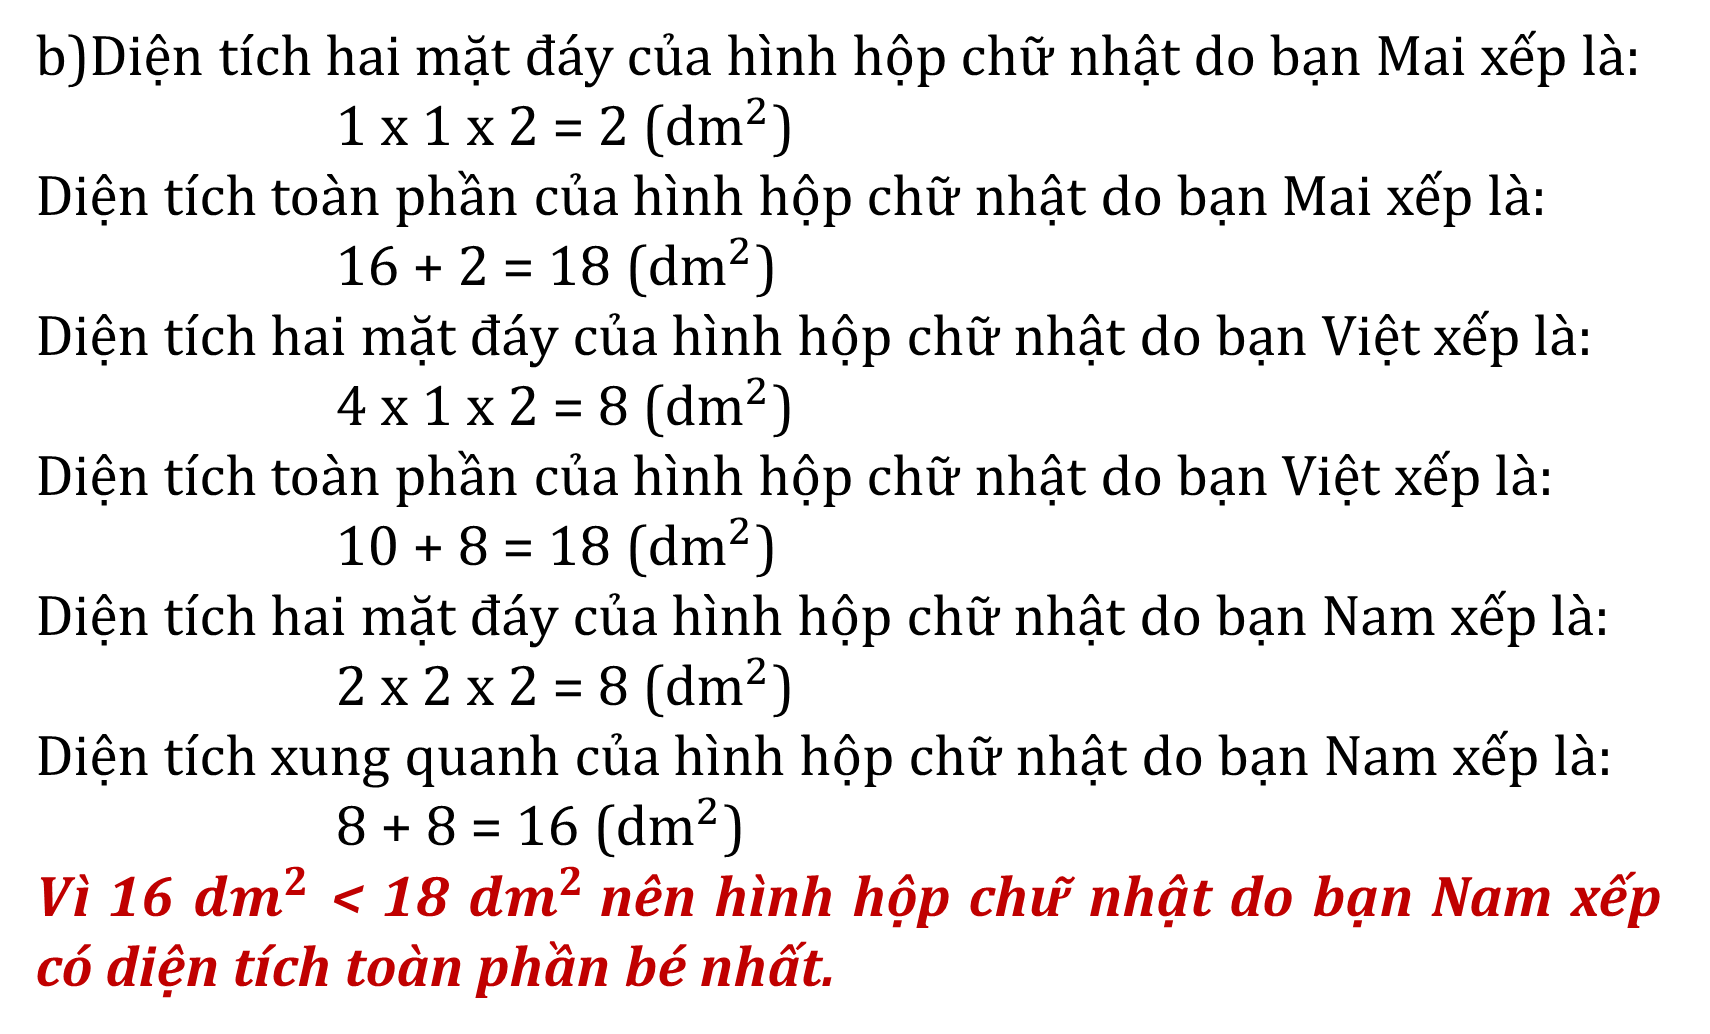 b)Diện tích hai mặt đáy của hình hộp chữ nhật do bạn Mai xếp là:
1 x 1 x 2 = 2 (dm²)
Diện tích toàn phần của hình hộp chữ nhật do bạn Mai xếp là:
16 + 2 = 18 (dm²)
Diện tích hai mặt đáy của hình hộp chữ nhật do bạn Việt xếp là:
4 x 1 x 2 = 8 (dm²)
Diện tích toàn phần của hình hộp chữ nhật do bạn Việt xếp là:
10 + 8 = 18 (dm²)
Diện tích hai mặt đáy của hình hộp chữ nhật do bạn Nam xếp là:
2 x 2 x 2 = 8 (dm²)
Diện tích xung quanh của hình hộp chữ nhật do bạn Nam xếp là:
8 + 8 = 16 (dm²)
Vì 16 dm² < 18 dm² nên hình hộp chữ nhật do bạn Nam xếp
có diện tích toàn phần bé nhất.